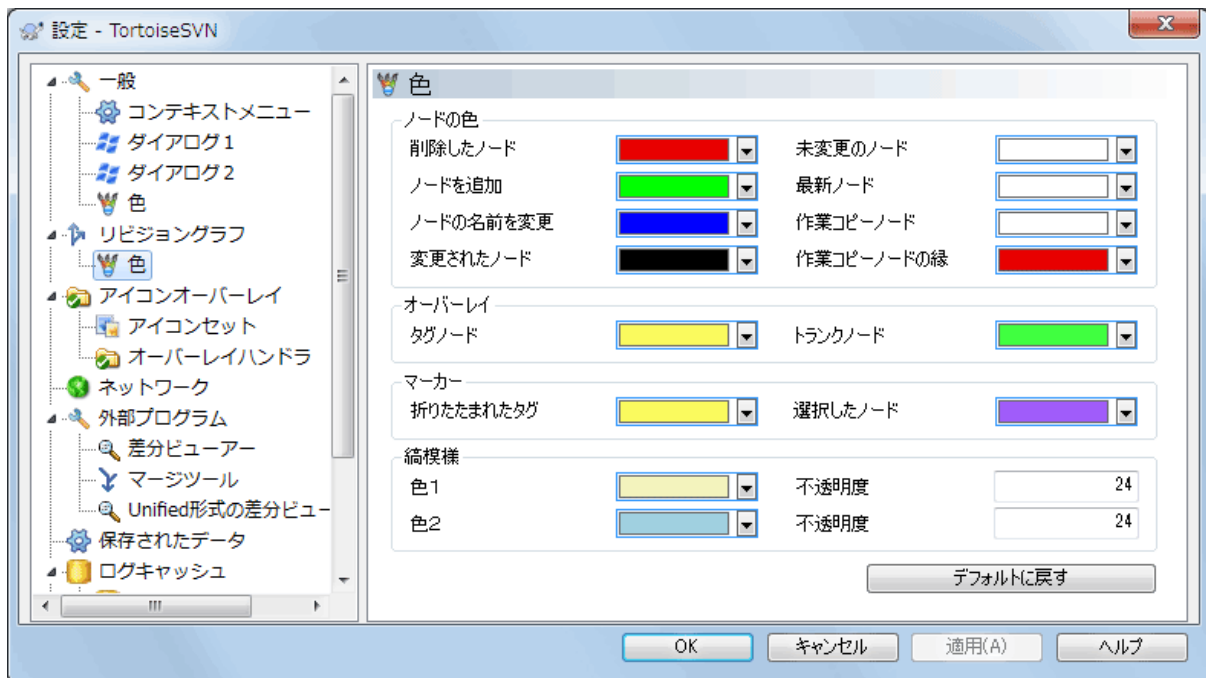 設定 - TortoiseSVN
一般
コンテキストメニュー
ダイアログ1
ダイアログ2
色
リビジョングラフ
色
アイコンオーバーレイ
アイコンセット
オーバーレイハンドラ
ネットワーク
外部プログラム
差分ビューアー
マージツール
Unified形式の差分ビュー
保存されたデータ
ログキャッシュ
色
ノードの色
削除したノード 未変更のノード
ノードを追加 最新ノード
ノードの名前を変更 作業コピーノード
変更されたノード 作業コピーノードの縁
オーバーレイ
タグノード トランクノード
マーカー
折りたたまれたタグ 選択したノード
縞模様
色1 不透明度 24
色2 不透明度 24
デフォルトに戻す
OK キャンセル 適用(A) ヘルプ